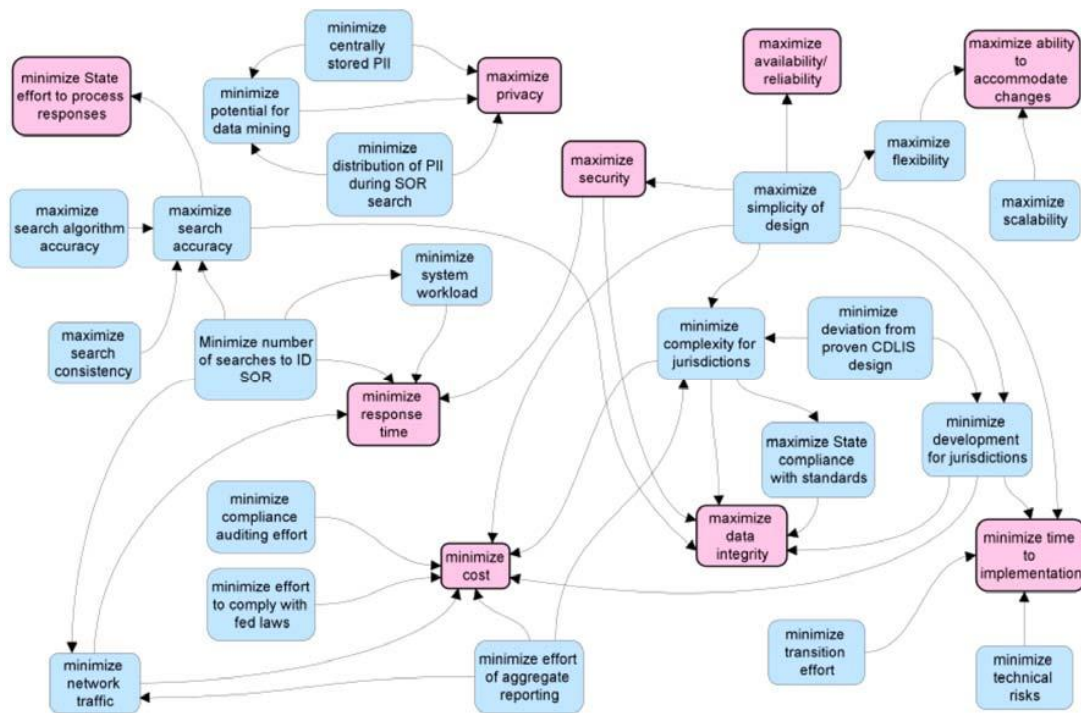 minimize
centrally
stored PII
maximize
availability/
reliability
maximize ability
to
accommodate
changes
minimize State
effort to process
responses
minimize
potential for
data mining
maximize
privacy
maximize
flexibility
minimize
distribution of PII
during SOR
search
maximize
security
maximize
simplicity of
design
maximize
scalability
maximize
search algorithm
accuracy
maximize
search
accuracy
minimize
system
workload
maximize
search
consistency
Minimize number
of searches to ID
SOR
minimize
response
time
minimize
complexity for
jurisdictions
minimize
deviation from
proven CDLIS
design
maximize State
compliance
with standards
minimize
development
for jurisdictions
minimize
compliance
auditing effort
minimize
cost
maximize
data
integrity
minimize time
to
implementation
minimize effort
to comply with
fed laws
minimize
network
traffic
minimize effort
of aggregate
reporting
minimize
transition
effort
minimize
technical
risks